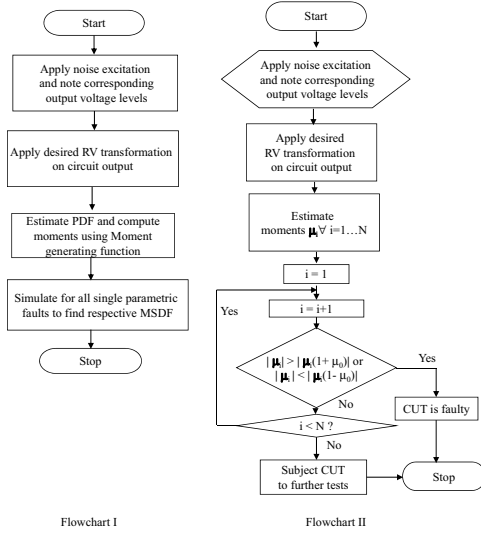 Start
Apply noise excitation
and note corresponding
output voltage levels
Apply desired RV transformation
on circuit output
Estimate PDF and compute
moments using Moment
generating function
Simulate for all single parametric
faults to find respective MSDF
Stop
Flowchart I
Start
Apply noise excitation
and note corresponding
output voltage levels
Apply desired
RV transformation
on circuit output
Estimate
moments μᵢ∀ i=1…N
i = 1
i = i+1
Yes
| μᵢ| > | μᵢ(1+ μ₀)| or
| μᵢ | < | μᵢ(1- μ₀)|
Yes
No
CUT is faulty
i < N ?
No
Subject CUT
to further tests
Stop
Flowchart II